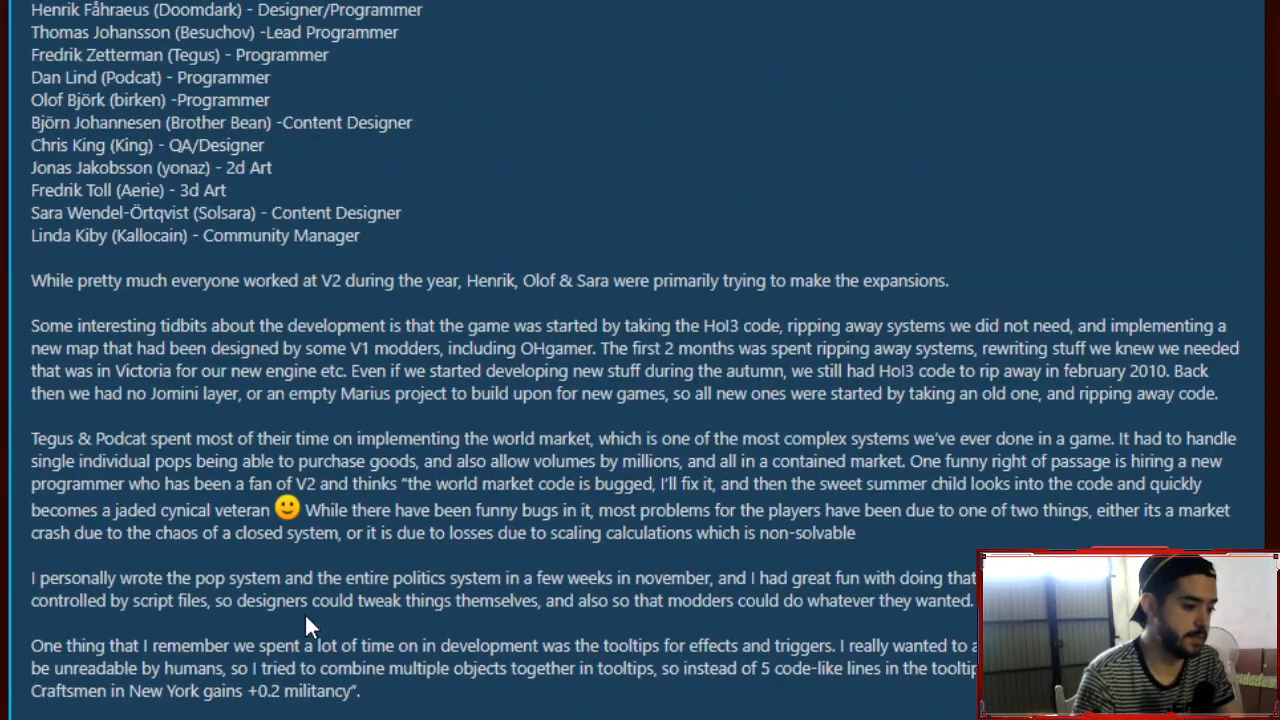 Henrik Fåhraeus (Doomdark) - Designer/Programmer
Thomas Johansson (Besuchov) -Lead Programmer
Fredrik Zetterman (Tegus) - Programmer
Dan Lind (Podcat) - Programmer
Olof Björk (birken) -Programmer
Björn Johannesen (Brother Bean) -Content Designer
Chris King (King) - QA/Designer
Jonas Jakobsson (yonaz) - 2d Art
Fredrik Toll (Aerie) - 3d Art
Sara Wendel-Örtqvist (Solsara) - Content Designer
Linda Kiby (Kallocain) - Community Manager
While pretty much everyone worked at V2 during the year, Henrik, Olof & Sara were primarily trying to make the expansions.
Some interesting tidbits about the development is that the game was started by taking the HoI3 code, ripping away systems we did not need, and implementing a
new map that had been designed by some V1 modders, including OHgamer. The first 2 months was spent ripping away systems, rewriting stuff we knew we needed
that was in Victoria for our new engine etc. Even if we started developing new stuff during the autumn, we still had HoI3 code to rip away in february 2010. Back
then we had no Jomini layer, or an empty Marius project to build upon for new games, so all new ones were started by taking an old one, and ripping away code.
Tegus & Podcat spent most of their time on implementing the world market, which is one of the most complex systems we've ever done in a game. It had to handle
single individual pops being able to purchase goods, and also allow volumes by millions, and all in a contained market. One funny right of passage is hiring a new
programmer who has been a fan of V2 and thinks “the world market code is bugged, I'll fix it, and then the sweet summer child looks into the code and quickly
becomes a jaded cynical veteran 🙂 While there have been funny bugs in it, most problems for the players have been due to one of two things, either its a market
crash due to the chaos of a closed system, or it is due to losses due to scaling calculations which is non-solvable
I personally wrote the pop system and the entire politics system in a few weeks in november, and I had great fun with doing that
controlled by script files, so designers could tweak things themselves, and also so that modders could do whatever they wanted.
One thing that I remember we spent a lot of time on in development was the tooltips for effects and triggers. I really wanted to a
be unreadable by humans, so I tried to combine multiple objects together in tooltips, so instead of 5 code-like lines in the tooltip
Craftsmen in New York gains +0.2 militancy”.